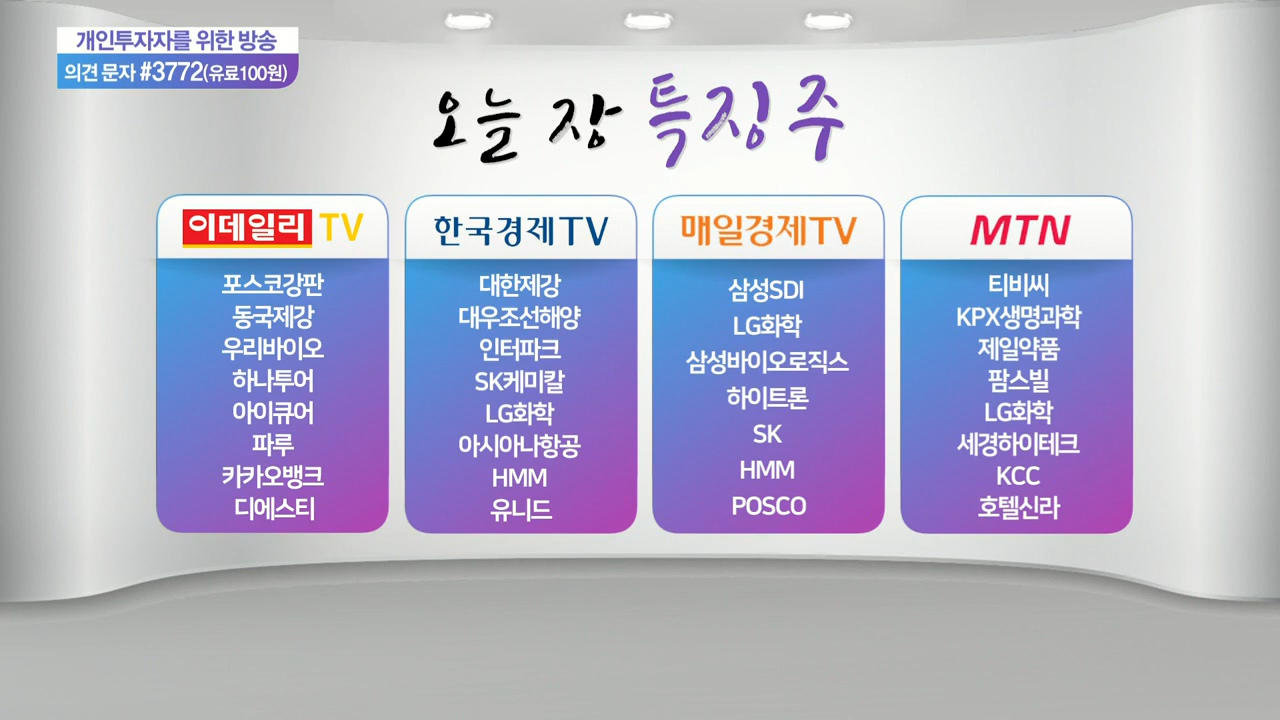 개인투자자를 위한 방송
의견 문자 #3772(유료100원)
오늘 장 특징주
이데일리 TV
포스코강판
동국제강
우리바이오
하나투어
아이큐어
파루
카카오뱅크
디에스티
한국경제TV
대한제강
대우조선해양
인터파크
SK케미칼
LG화학
아시아나항공
HMM
유니드
매일경제TV
삼성SDI
LG화학
삼성바이오로직스
하이트론
SK
HMM
POSCO
MTN
티비씨
KPX생명과학
제일약품
팜스빌
LG화학
세경하이테크
KCC
호텔신라